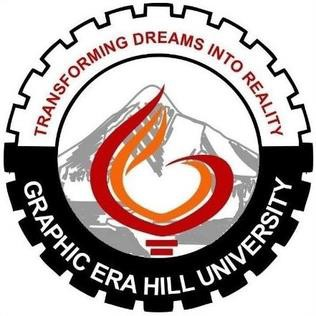 TRANSFORMING DREAMS INTO REALITY
GRAPHIC ERA HILL UNIVERSITY